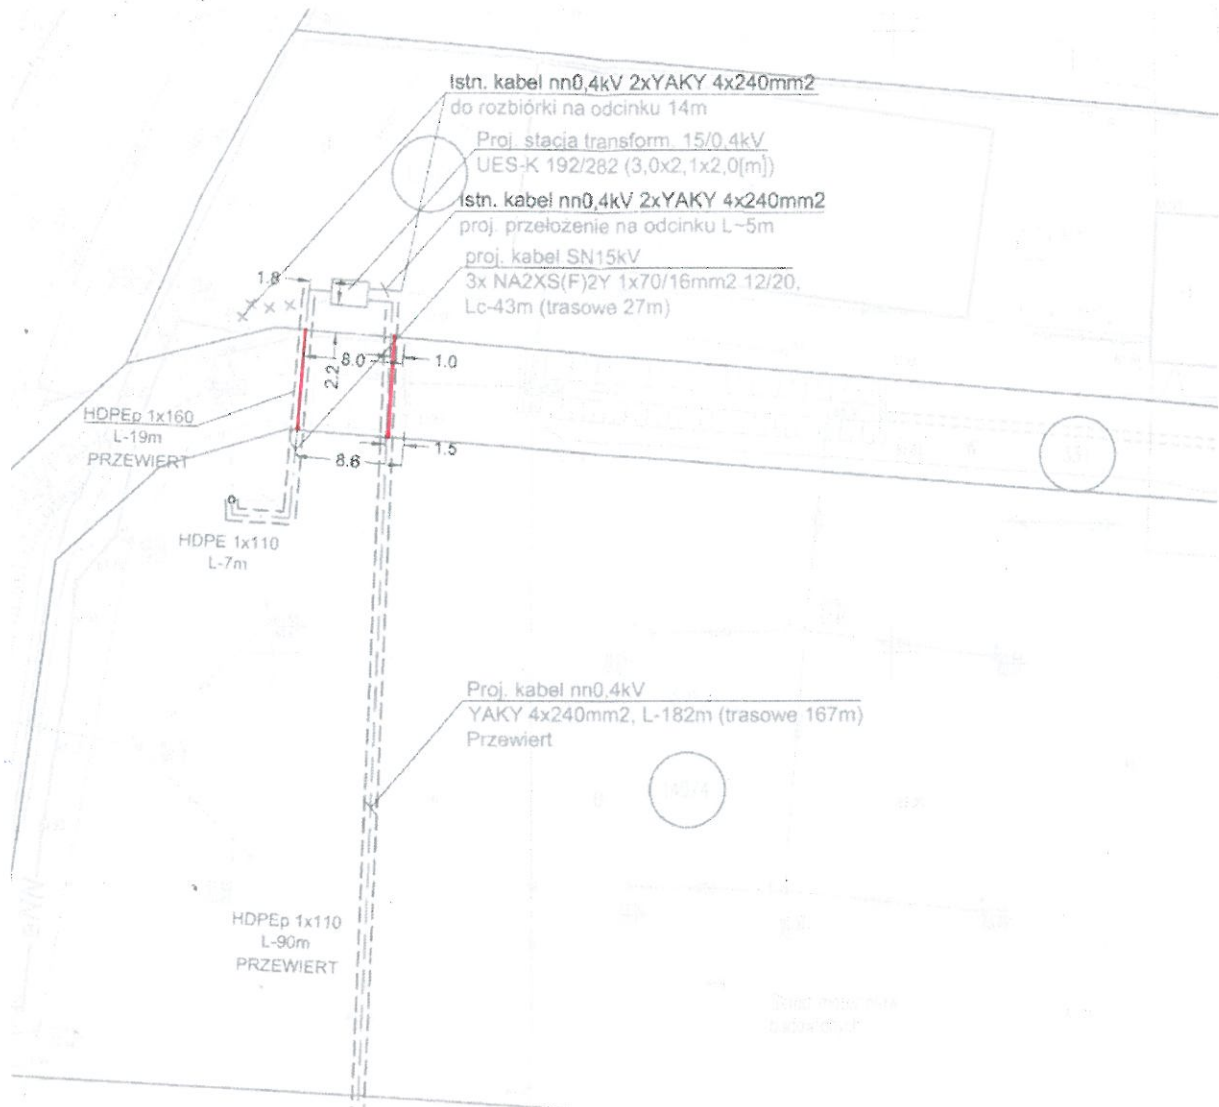 Istn. kabel nn0,4kV 2xYAKY 4x240mm2
do rozbiórki na odcinku 14m
Proj. stacja transform. 15/0,4kV
UES-K 192/282 (3,0x2,1x2,0[m])
Istn. kabel nn0,4kV 2xYAKY 4x240mm2
proj. przełożenie na odcinku L~5m
proj. kabel SN15kV
3x NA2XS(F)2Y 1x70/16mm2 12/20,
Lc-43m (trasowe 27m)
1.8
8.0
1.0
2.2
HDPEp 1x160
L-19m
PRZEWIERT
8.6
1.5
HDPE 1x110
L-7m
Proj. kabel nn0,4kV
YAKY 4x240mm2, L-182m (trasowe 167m)
Przewiert
HDPEp 1x110
L-90m
PRZEWIERT